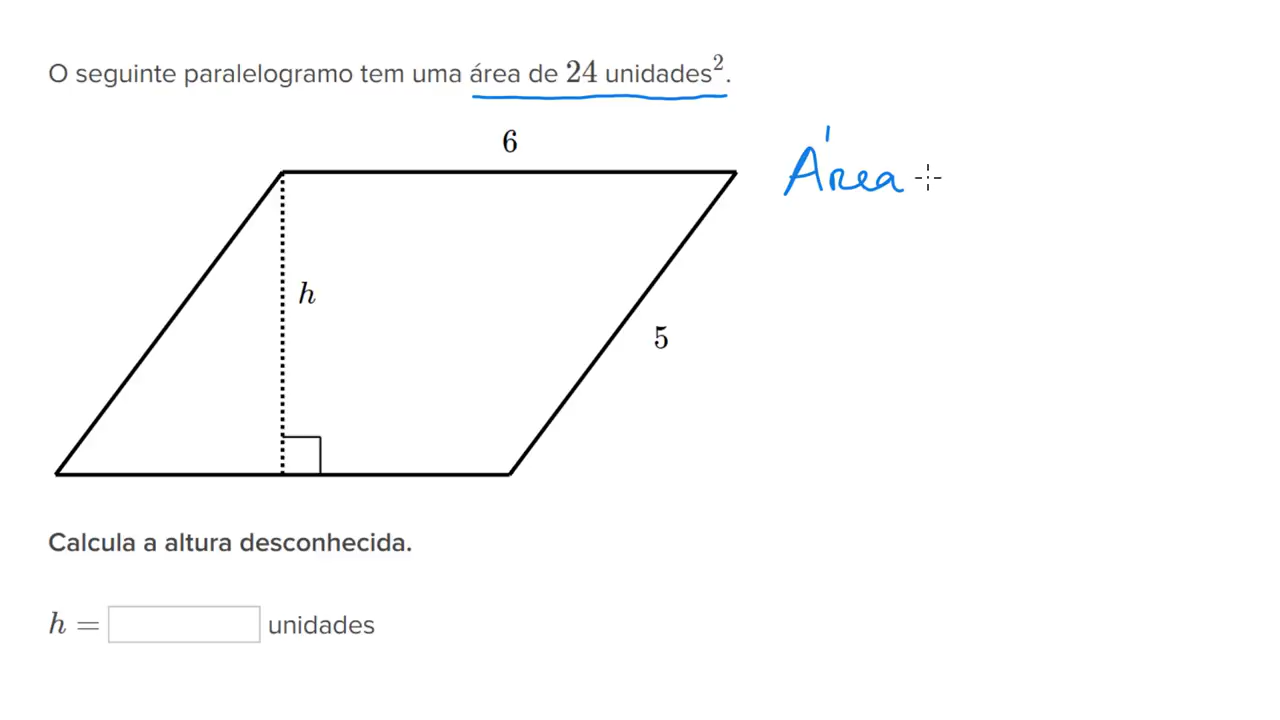 O seguinte paralelogramo tem uma área de 24 unidades².
6
Área
h
5
Calcula a altura desconhecida.
h = unidades